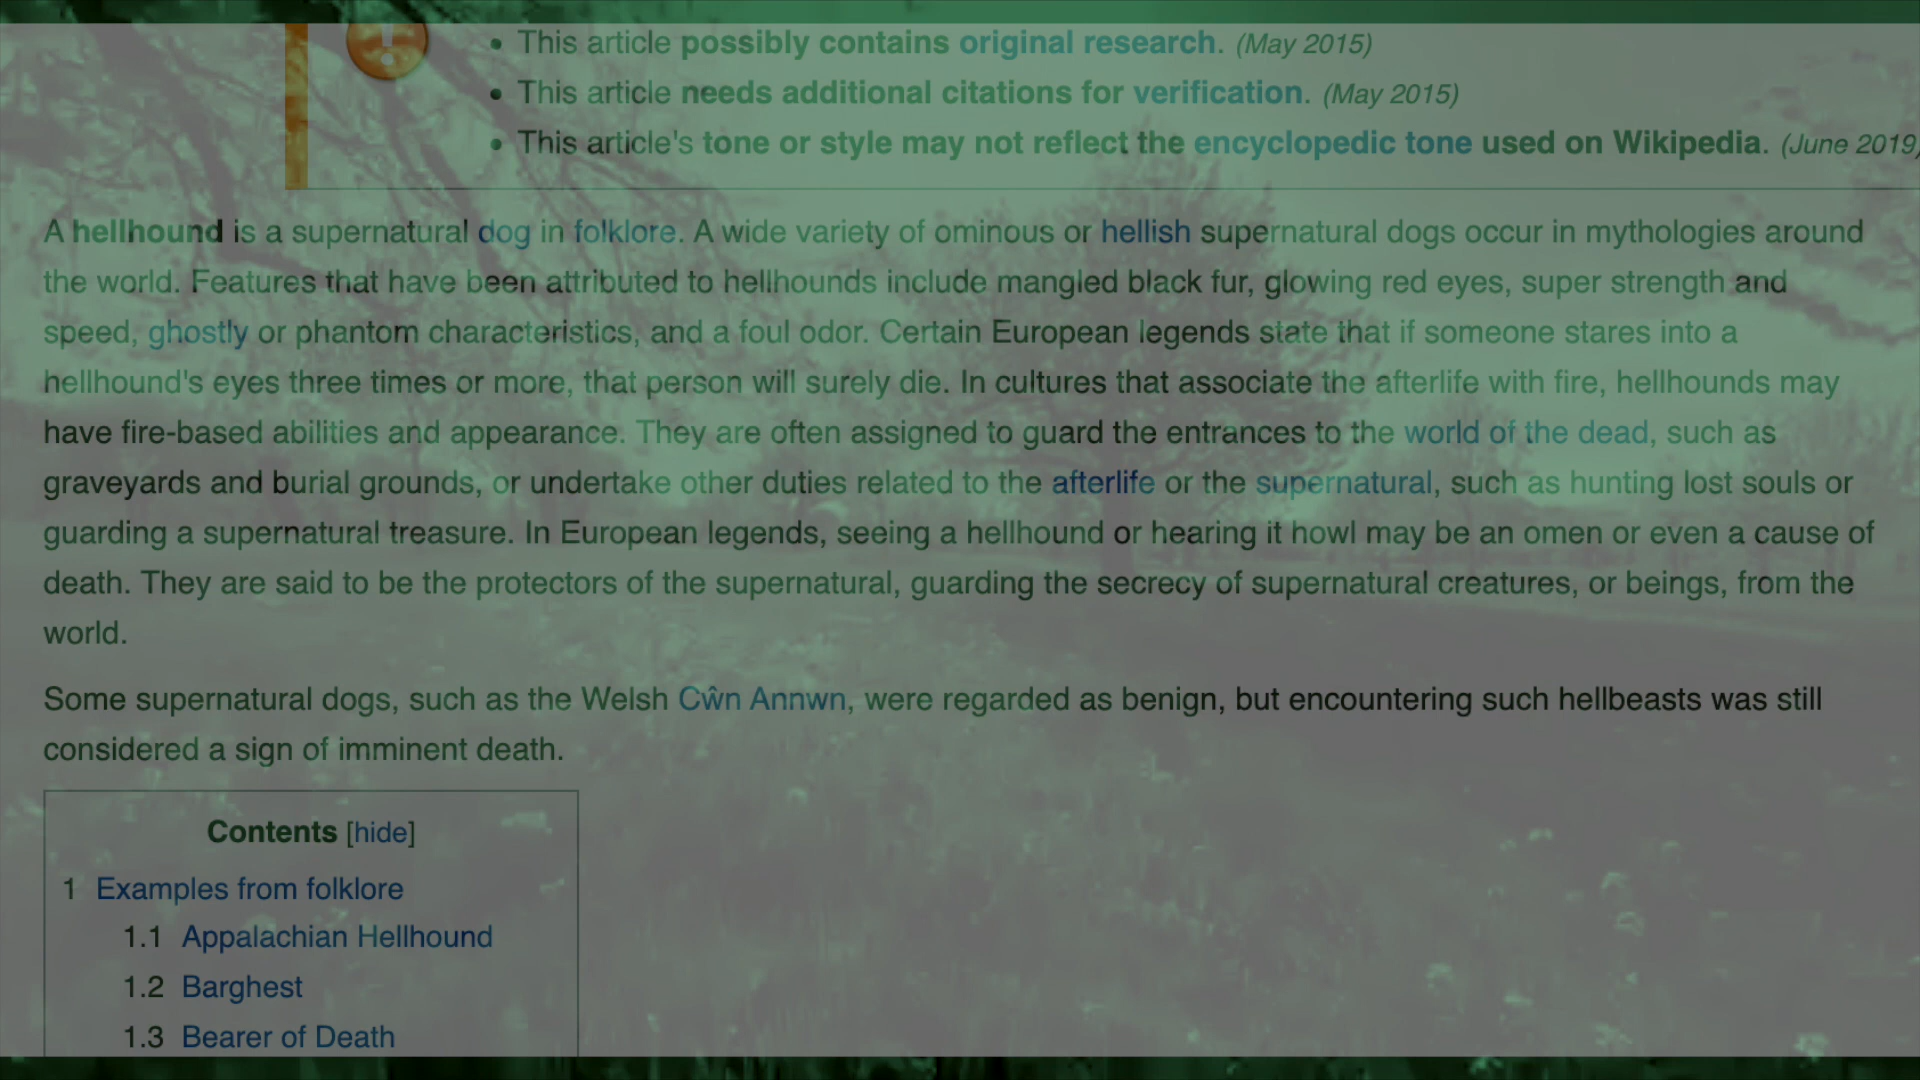 • This article possibly contains original research. (May 2015)
• This article needs additional citations for verification. (May 2015)
• This article's tone or style may not reflect the encyclopedic tone used on Wikipedia. (June 2019)
A hellhound is a supernatural dog in folklore. A wide variety of ominous or hellish supernatural dogs occur in mythologies around
the world. Features that have been attributed to hellhounds include mangled black fur, glowing red eyes, super strength and
speed, ghostly or phantom characteristics, and a foul odor. Certain European legends state that if someone stares into a
hellhound's eyes three times or more, that person will surely die. In cultures that associate the afterlife with fire, hellhounds may
have fire-based abilities and appearance. They are often assigned to guard the entrances to the world of the dead, such as
graveyards and burial grounds, or undertake other duties related to the afterlife or the supernatural, such as hunting lost souls or
guarding a supernatural treasure. In European legends, seeing a hellhound or hearing it howl may be an omen or even a cause of
death. They are said to be the protectors of the supernatural, guarding the secrecy of supernatural creatures, or beings, from the
world.
Some supernatural dogs, such as the Welsh Cŵn Annwn, were regarded as benign, but encountering such hellbeasts was still
considered a sign of imminent death.
Contents [hide]
1 Examples from folklore
1.1 Appalachian Hellhound
1.2 Barghest
1.3 Bearer of Death